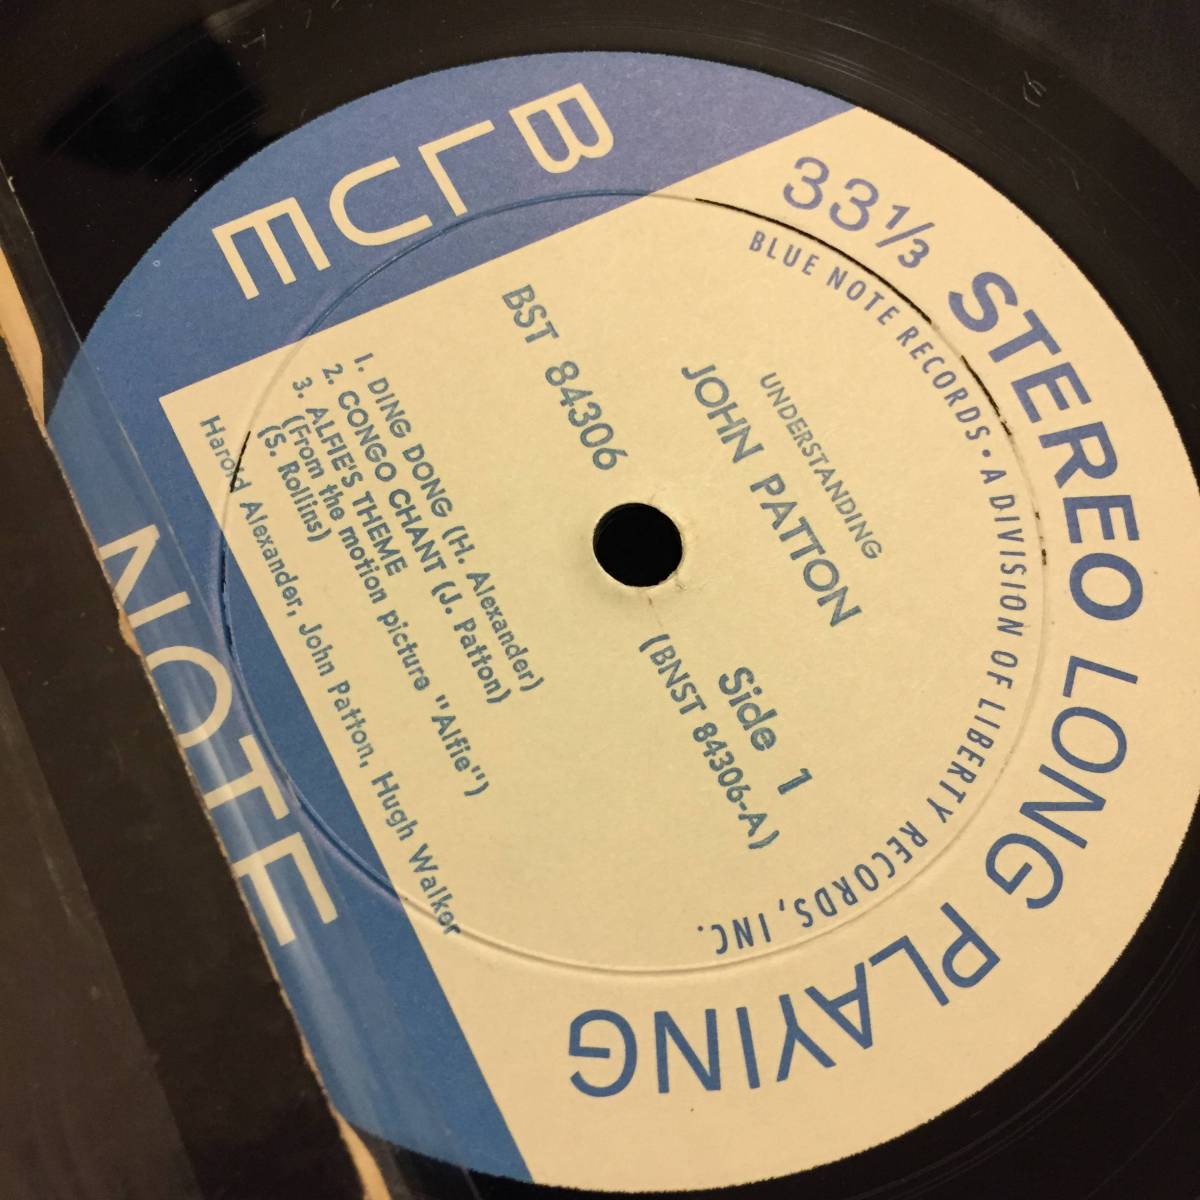 BLUE
NOTE
33⅓ STEREO LONG PLAYING
BLUE NOTE RECORDS • A DIVISION OF LIBERTY RECORDS, INC.
UNDERSTANDING
JOHN PATTON
BST 84306
Side 1
(BNST 84306-A)
1. DING DONG (H. Alexander)
2. CONGO CHANT (J. Patton)
3. ALFIE'S THEME
(From the motion picture "Alfie")
(S. Rollins)
Harold Alexander, John Patton, Hugh Walker